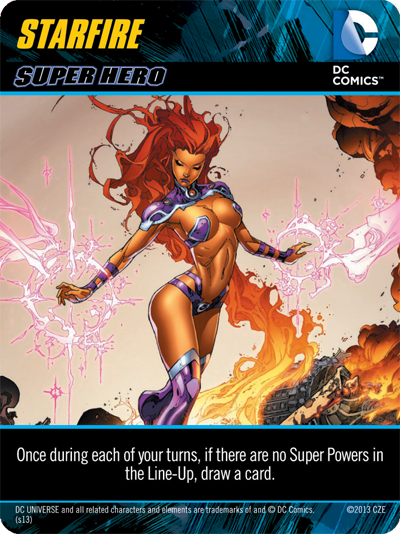 STARFIRE
SUPER HERO
DC
COMICS™
Once during each of your turns, if there are no Super Powers in
the Line-Up, draw a card.
DC UNIVERSE and all related characters and elements are trademarks of and © DC Comics.
(s13)
©2013 CZE